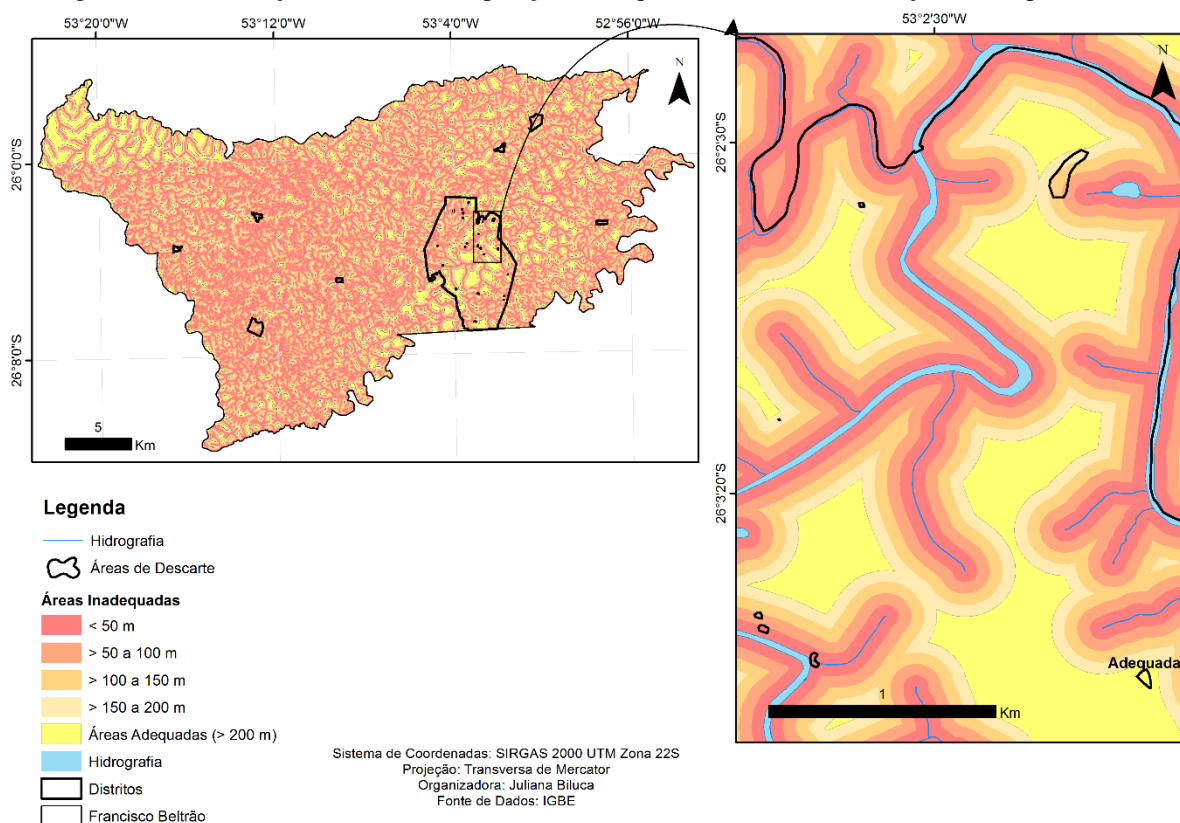 53°20'0"W 53°12'0"W 53°4'0"W 52°56'0"W
53°2'30"W
N
N
26°0'0"S
26°8'0"S
26°2'30"S
26°3'20"S
5
Km
Adequada
1
Km
Legenda
Hidrografia
Áreas de Descarte
Áreas Inadequadas
< 50 m
> 50 a 100 m
> 100 a 150 m
> 150 a 200 m
Áreas Adequadas (> 200 m)
Hidrografia
Distritos
Francisco Beltrão
Sistema de Coordenadas: SIRGAS 2000 UTM Zona 22S
Projeção: Transversa de Mercator
Organizadora: Juliana Biluca
Fonte de Dados: IGBE